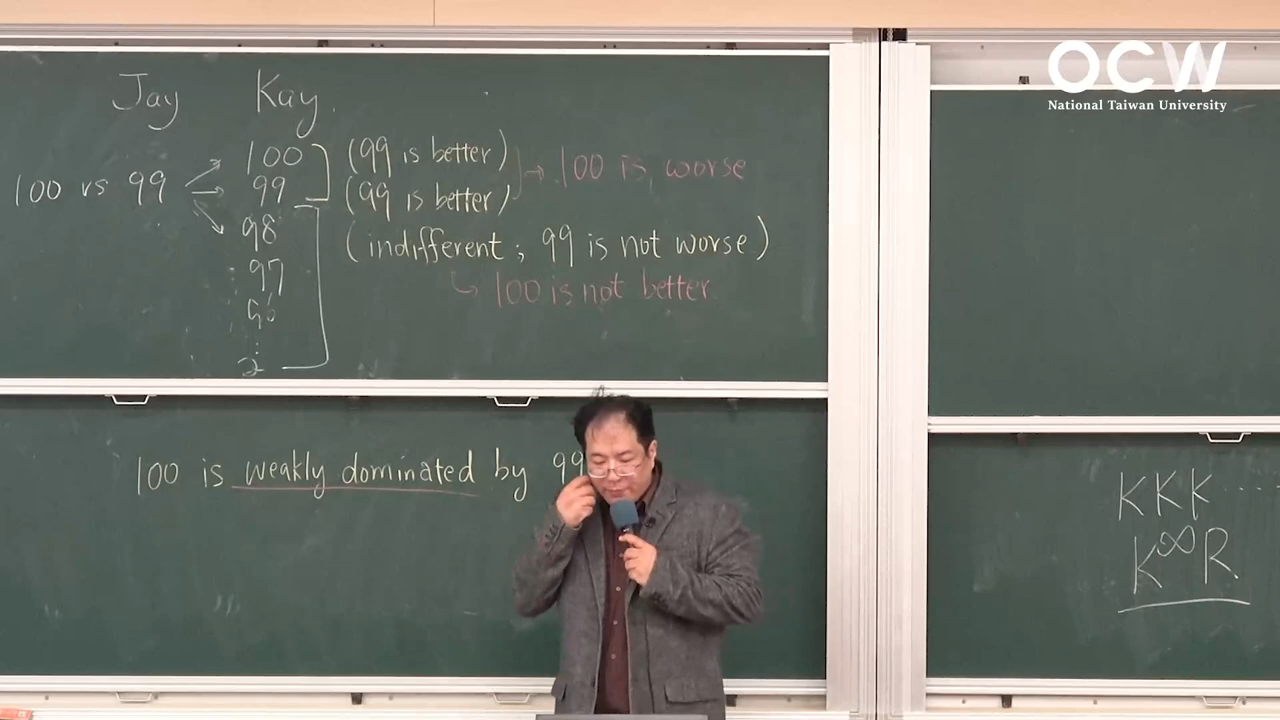 OCW
National Taiwan University
Jay Kay.
100 (99 is better)
100 vs 99 99 (99 is better) → 100 is worse
98 (indifferent ; 99 is not worse)
97 100 is not better
2
100 is weakly dominated by 99
KKK ....
K∞R